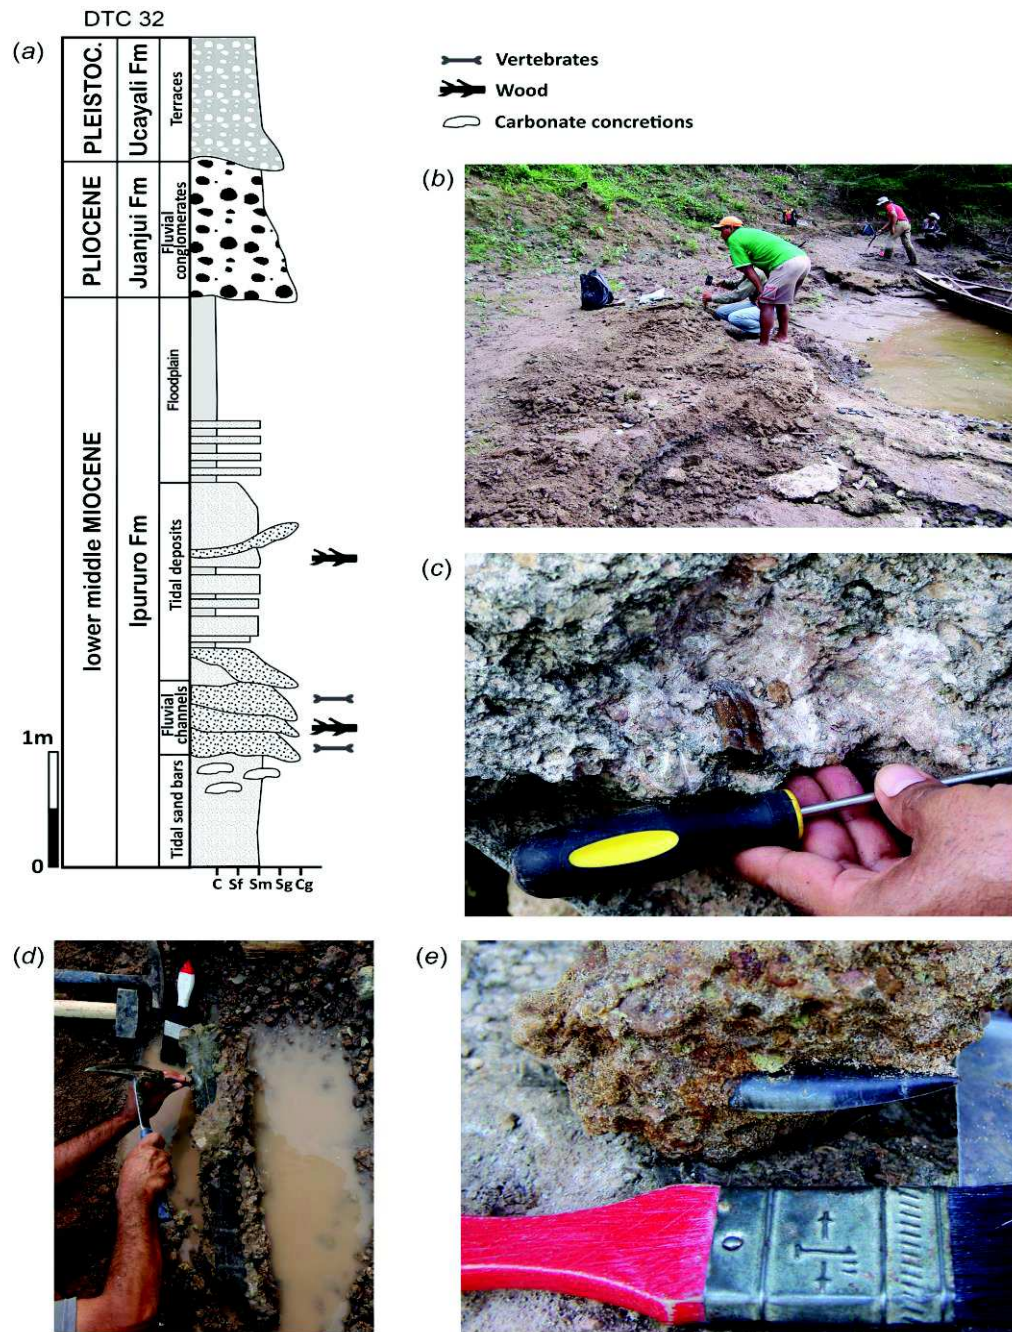 DTC 32
(a)
PLEISTOC.
Ucayali Fm
Terraces
PLIOCENE
Juanjui Fm
Fluvial
conglomerates
lower middle MIOCENE
Ipururo Fm
Floodplain
Tidal deposits
Fluvial
channels
Tidal sand bars
1m
0
C Sf Sm Sg Cg
Vertebrates
Wood
Carbonate concretions
(b)
(c)
(d)
(e)
1"